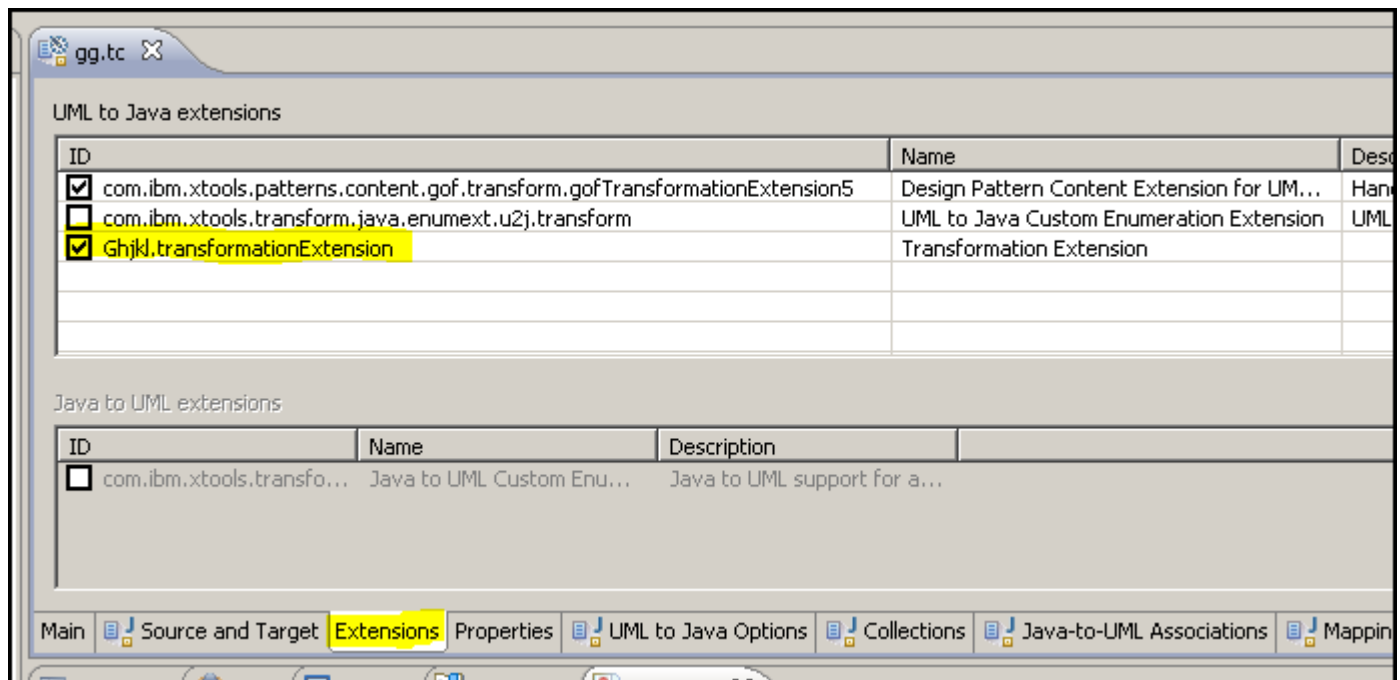 gg.tc
UML to Java extensions
ID Name Desc
com.ibm.xtools.patterns.content.gof.transform.gofTransformationExtension5 Design Pattern Content Extension for UM... Han
com.ibm.xtools.transform.java.enumext.u2j.transform UML to Java Custom Enumeration Extension UML
Ghjkl.transformationExtension Transformation Extension
Java to UML extensions
ID Name Description
com.ibm.xtools.transfo... Java to UML Custom Enu... Java to UML support for a...
Main Source and Target Extensions Properties UML to Java Options Collections Java-to-UML Associations Mappin